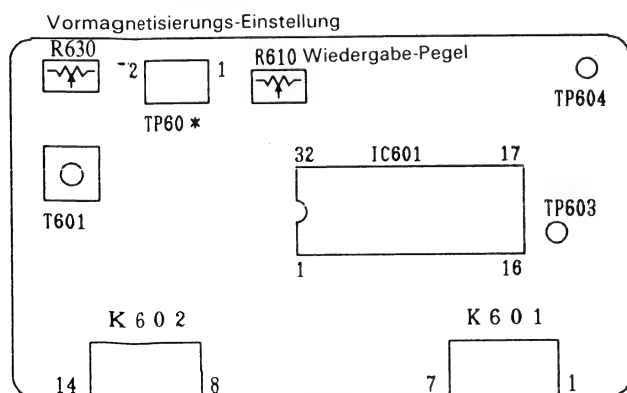 Vormagnetisierungs-Einstellung
R630
2 1
R610 Wiedergabe-Pegel
TP60 *
TP604
32 IC601 17
T601
TP603
1 16
K 6 0 2
K 6 0 1
14 8
7 1